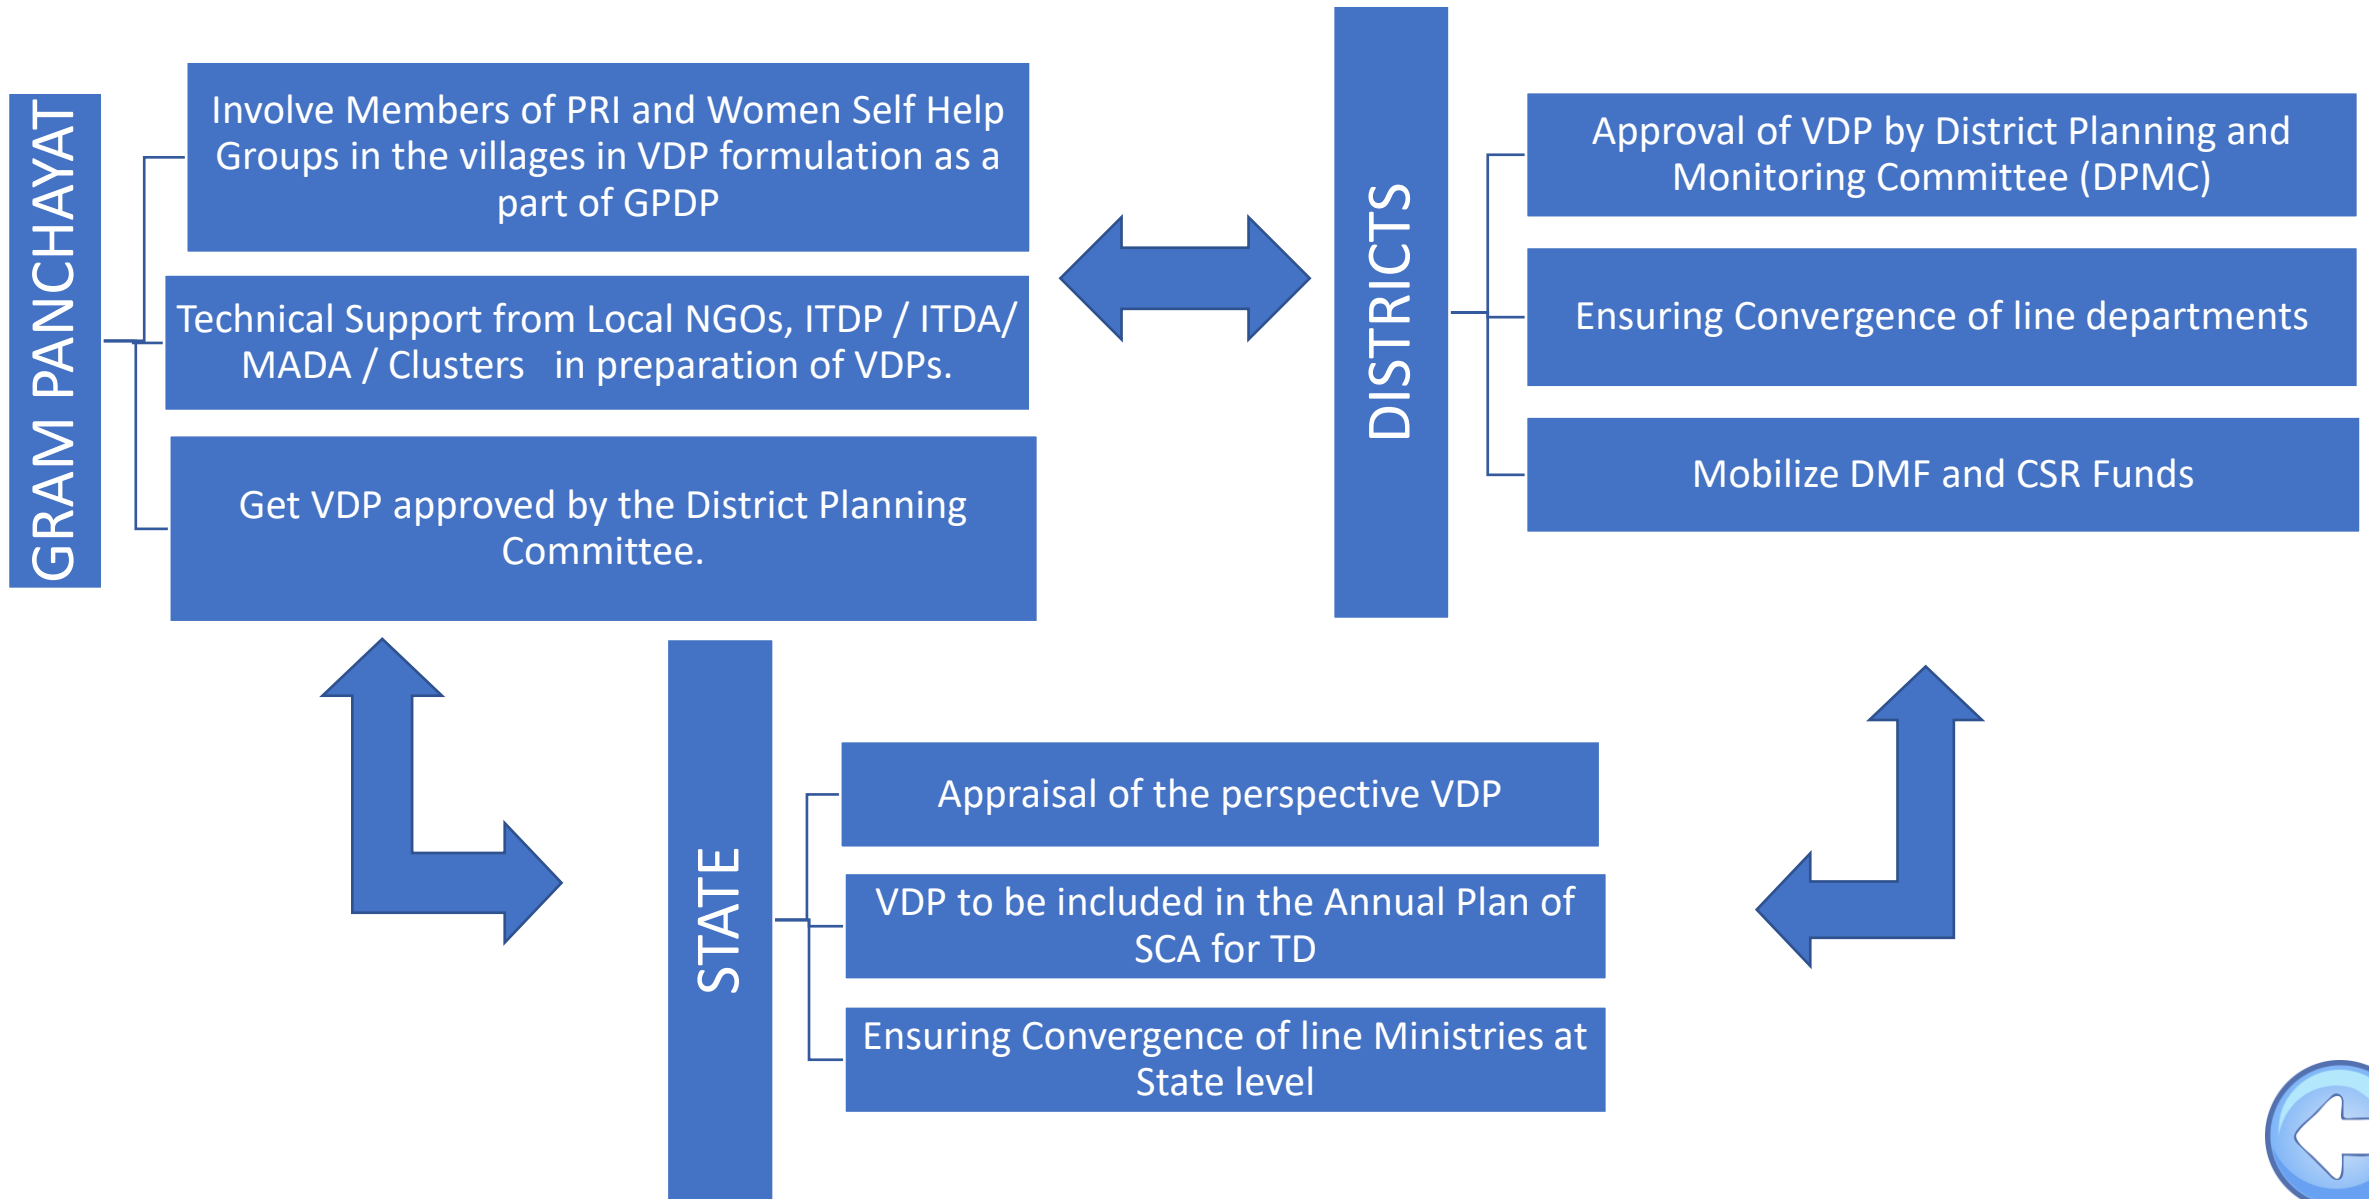 GRAM PANCHAYAT
Involve Members of PRI and Women Self Help
Groups in the villages in VDP formulation as a
part of GPDP
Technical Support from Local NGOs, ITDP / ITDA/
MADA / Clusters   in preparation of VDPs.
Get VDP approved by the District Planning
Committee.
DISTRICTS
Approval of VDP by District Planning and
Monitoring Committee (DPMC)
Ensuring Convergence of line departments
Mobilize DMF and CSR Funds
STATE
Appraisal of the perspective VDP
VDP to be included in the Annual Plan of
SCA for TD
Ensuring Convergence of line Ministries at
State level